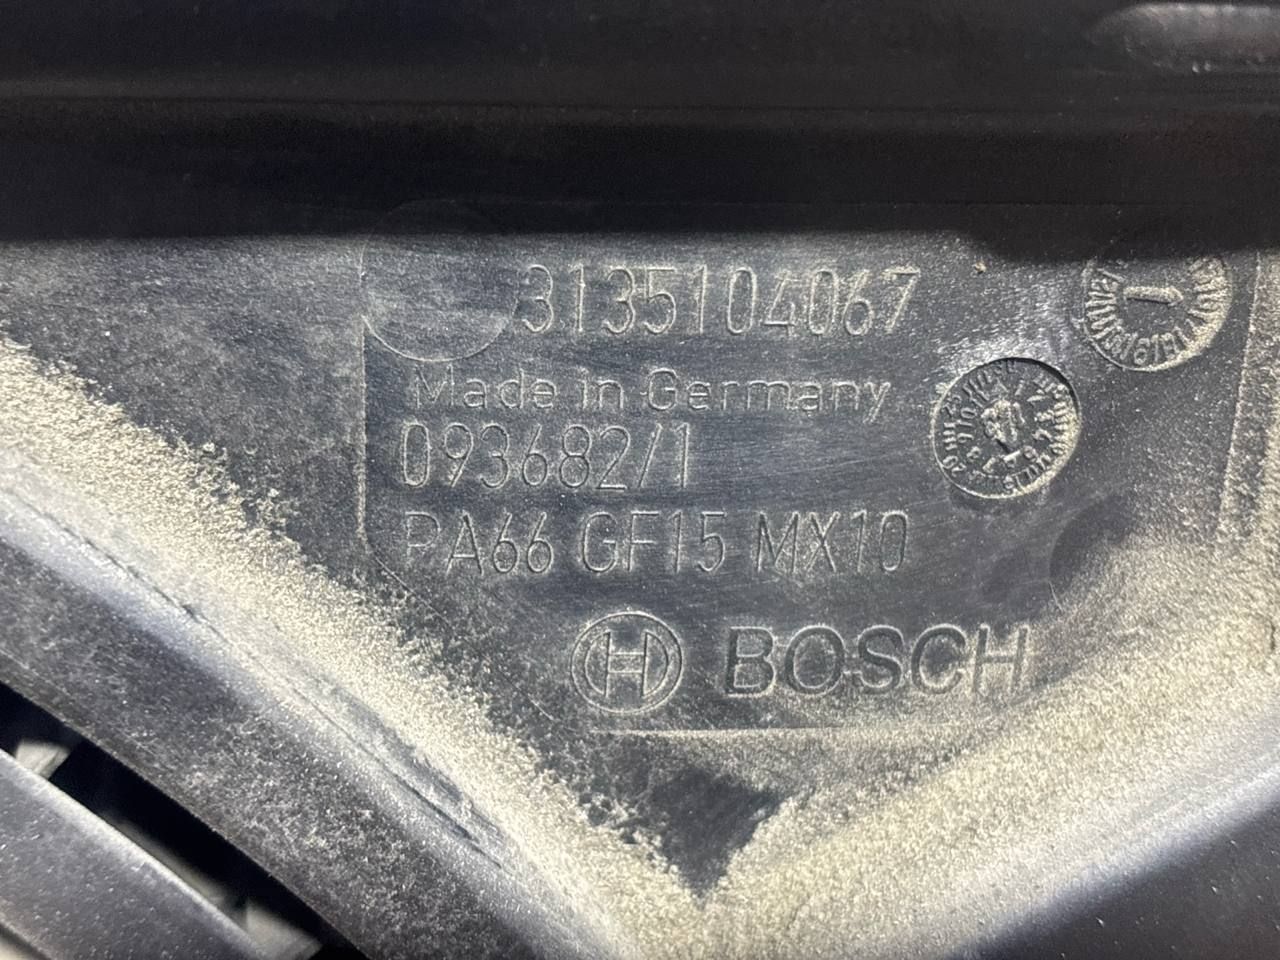 3135104067
Made in Germany
093682/1
PA66 GF15 MX10
BOSCH